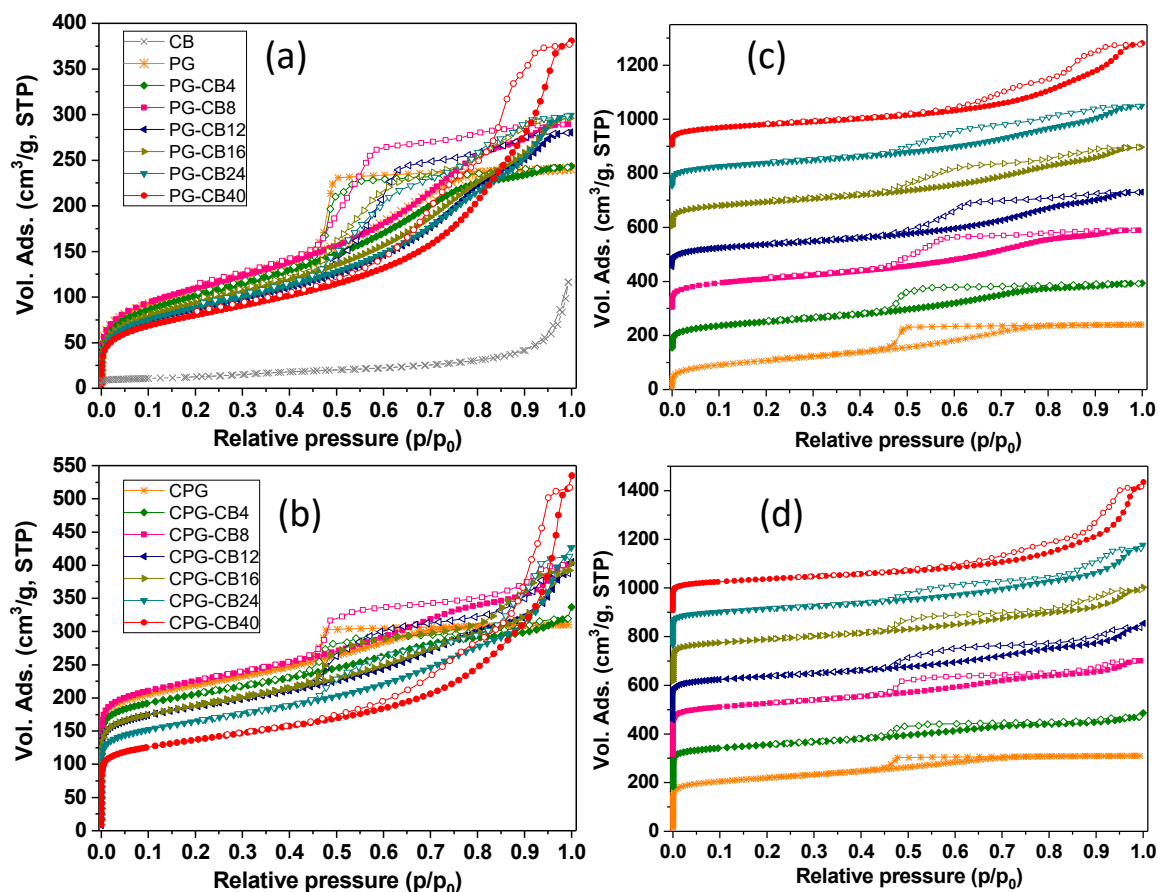 (a)
400
350
300
250
200
150
100
50
0
Vol. Ads. (cm³/g, STP)
CB
PG
PG-CB4
PG-CB8
PG-CB12
PG-CB16
PG-CB24
PG-CB40
0.0 0.1 0.2 0.3 0.4 0.5 0.6 0.7 0.8 0.9 1.0
Relative pressure (p/p₀)
(c)
1200
1000
800
600
400
200
0
Vol. Ads. (cm³/g, STP)
0.0 0.1 0.2 0.3 0.4 0.5 0.6 0.7 0.8 0.9 1.0
Relative pressure (p/p₀)
(b)
550
500
450
400
350
300
250
200
150
100
50
0
Vol. Ads. (cm³/g, STP)
CPG
CPG-CB4
CPG-CB8
CPG-CB12
CPG-CB16
CPG-CB24
CPG-CB40
0.0 0.1 0.2 0.3 0.4 0.5 0.6 0.7 0.8 0.9 1.0
Relative pressure (p/p₀)
(d)
1400
1200
1000
800
600
400
200
0
Vol. Ads. (cm³/g, STP)
0.0 0.1 0.2 0.3 0.4 0.5 0.6 0.7 0.8 0.9 1.0
Relative pressure (p/p₀)